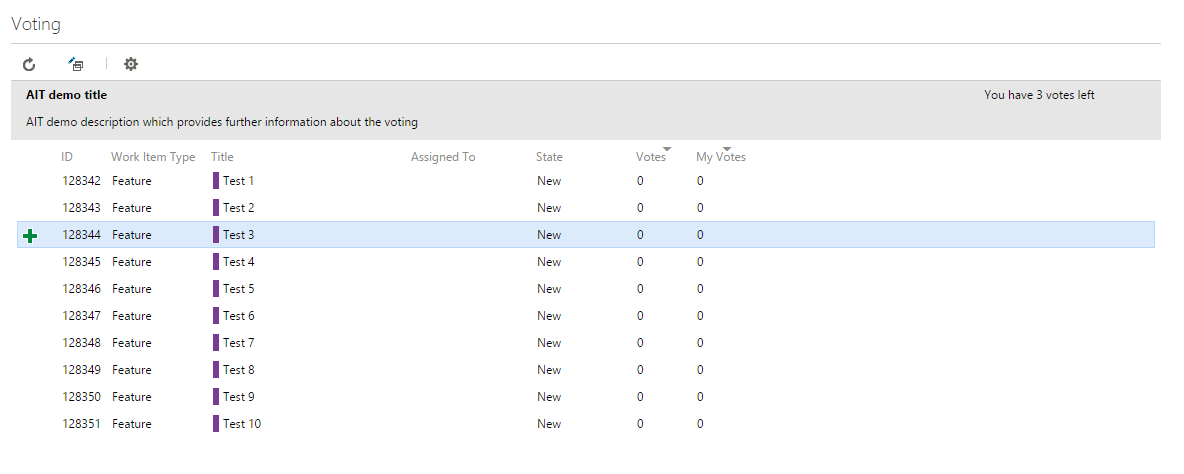 Voting
AIT demo title You have 3 votes left
AIT demo description which provides further information about the voting
ID Work Item Type Title Assigned To State Votes My Votes
128342 Feature Test 1 New 0 0
128343 Feature Test 2 New 0 0
128344 Feature Test 3 New 0 0
128345 Feature Test 4 New 0 0
128346 Feature Test 5 New 0 0
128347 Feature Test 6 New 0 0
128348 Feature Test 7 New 0 0
128349 Feature Test 8 New 0 0
128350 Feature Test 9 New 0 0
128351 Feature Test 10 New 0 0